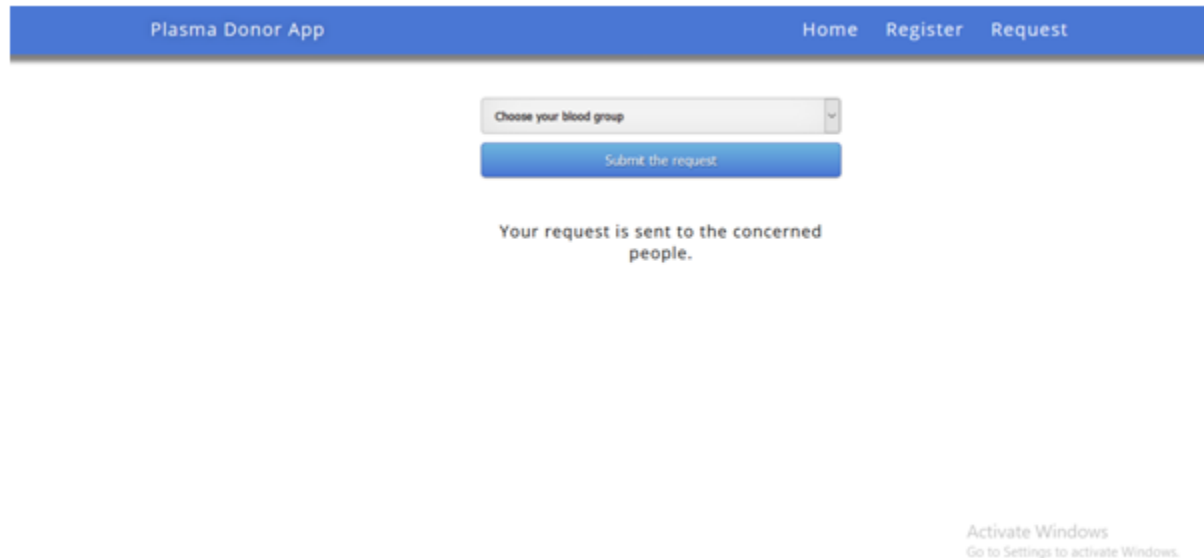 Plasma Donor App
Home Register Request
Choose your blood group
Submit the request
Your request is sent to the concerned
people.
Activate Windows
Go to Settings to activate Windows.